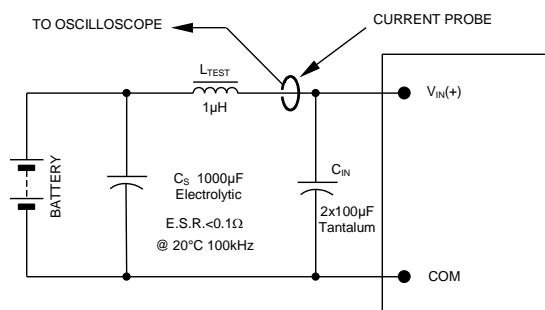 TO OSCILLOSCOPE
CURRENT PROBE
LTEST
1µH
VIN(+)
BATTERY
CS 1000µF
Electrolytic
E.S.R.<0.1Ω
@ 20°C 100kHz
CIN
2x100µF
Tantalum
COM